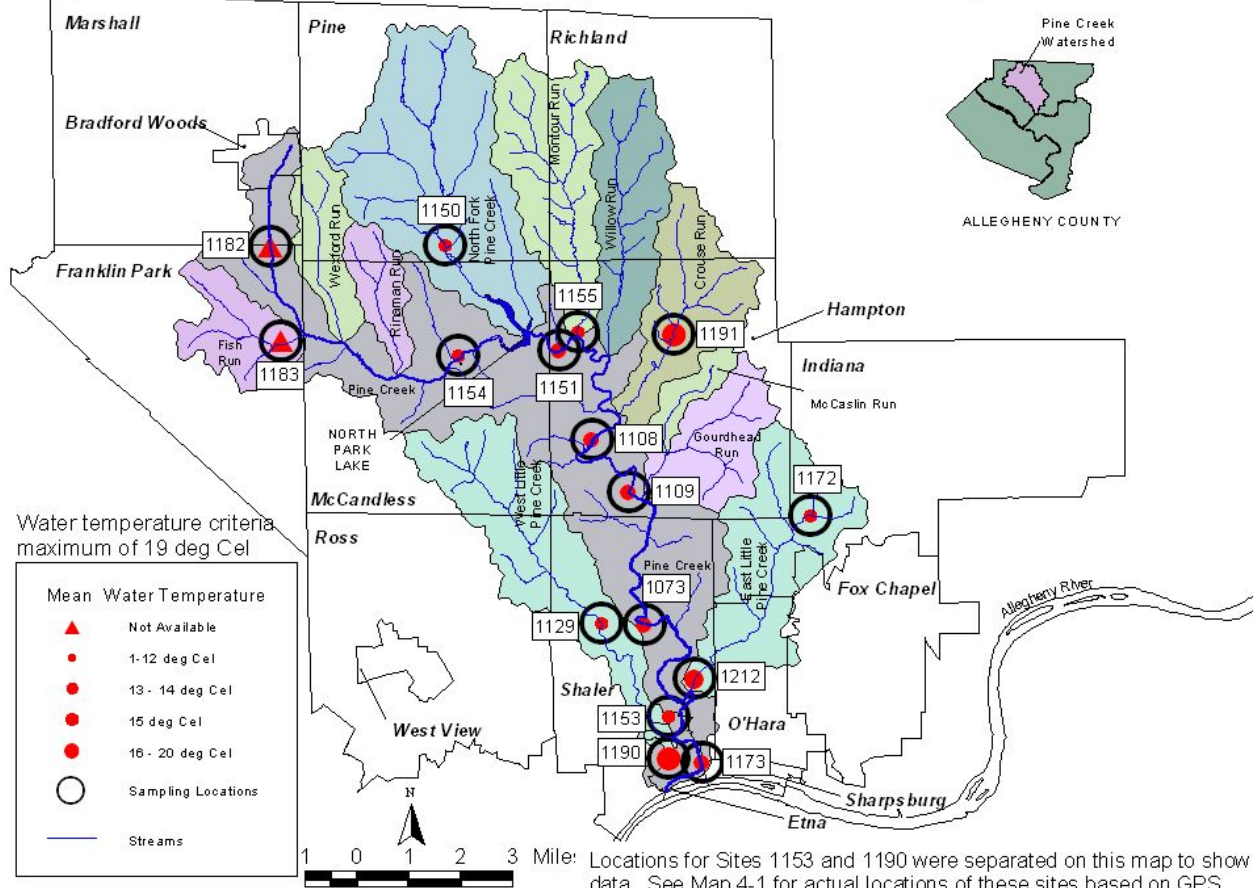 Marshall
Pine
Richland
Pine Creek
Watershed
ALLEGHENY COUNTY
Bradford Woods
Montour Run
Willow Run
1150
North Fork
Pine Creek
Wexford Run
Rinaman Run
Crouse Run
1182
Franklin Park
1155
1191
Hampton
Fish
Run
1183
Pine Creek
1154
1151
Indiana
McCaslin Run
NORTH
PARK
LAKE
1108
Gourdhead
Run
West Little
Pine Creek
1109
1172
McCandless
Ross
Water temperature criteria
maximum of 19 deg Cel
Mean Water Temperature
Not Available
1-12 deg Cel
13 - 14 deg Cel
15 deg Cel
16 - 20 deg Cel
Sampling Locations
Streams
Pine Creek
1073
East Little
Pine Creek
Fox Chapel
Allegheny River
1129
1212
Shaler
1153
O'Hara
West View
1190
1173
Sharpsburg
Etna
N
1 0 1 2 3 Miles
Locations for Sites 1153 and 1190 were separated on this map to show
data. See Map 4-1 for actual locations of these sites based on GPS